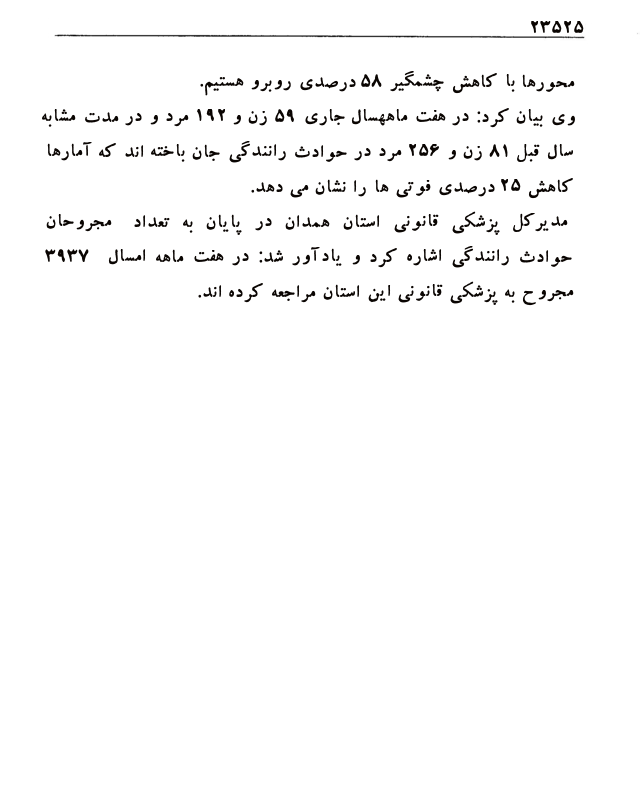 ۲۳۵۲۵
محورها با کاهش چشمگیر ۵۸ درصدی روبرو هستیم.
وی بیان کرد: در هفت ماههسال جاری ۵۹ زن و ۱۹۲ مرد و در مدت مشابه
سال قبل ۸۱ زن و ۲۵۶ مرد در حوادث رانندگی جان باخته اند که آمارها
کاهش ۲۵ درصدی فوتی ها را نشان می دهد.
مدیرکل پزشکی قانونی استان همدان در پایان به تعداد مجروحان
حوادث رانندگی اشاره کرد و یادآور شد: در هفت ماهه امسال ۳۹۳۷
مجروح به پزشکی قانونی این استان مراجعه کرده اند.